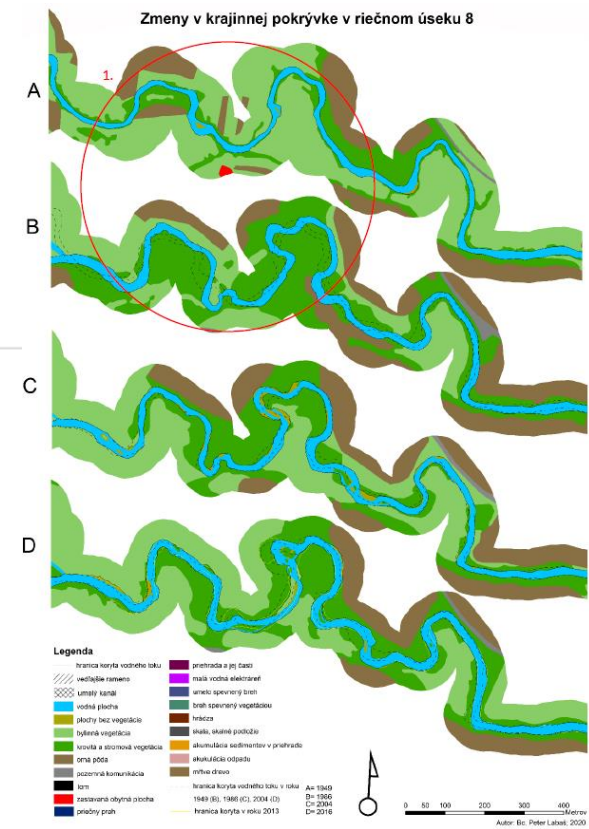 Zmeny v krajinnej pokrývke v riečnom úseku 8
1.
A
B
C
D
Legenda
hranica koryta vodného toku
vedľajšie rameno
umelý kanál
vodná plocha
plochy bez vegetácie
bylinná vegetácia
krovitá a stromová vegetácia
orná pôda
pozemná komunikácia
lom
zastavaná obytná plocha
priečny prah
priehrada a jej časti
malá vodná elektráreň
umelo spevnený breh
breh spevnený vegetáciou
hrádza
skala, skalné podložie
akumulácia sedimentov v priehrade
akukulácia odpadu
mŕtve drevo
hranica koryta vodného toku v roku
1949 (B), 1986 (C), 2004 (D)
hranica koryta v roku 2013
A= 1949
B= 1986
C= 2004
D= 2016
0 50 100 200 300 400
Metrov
Autor: Bc. Peter Labaš; 2020